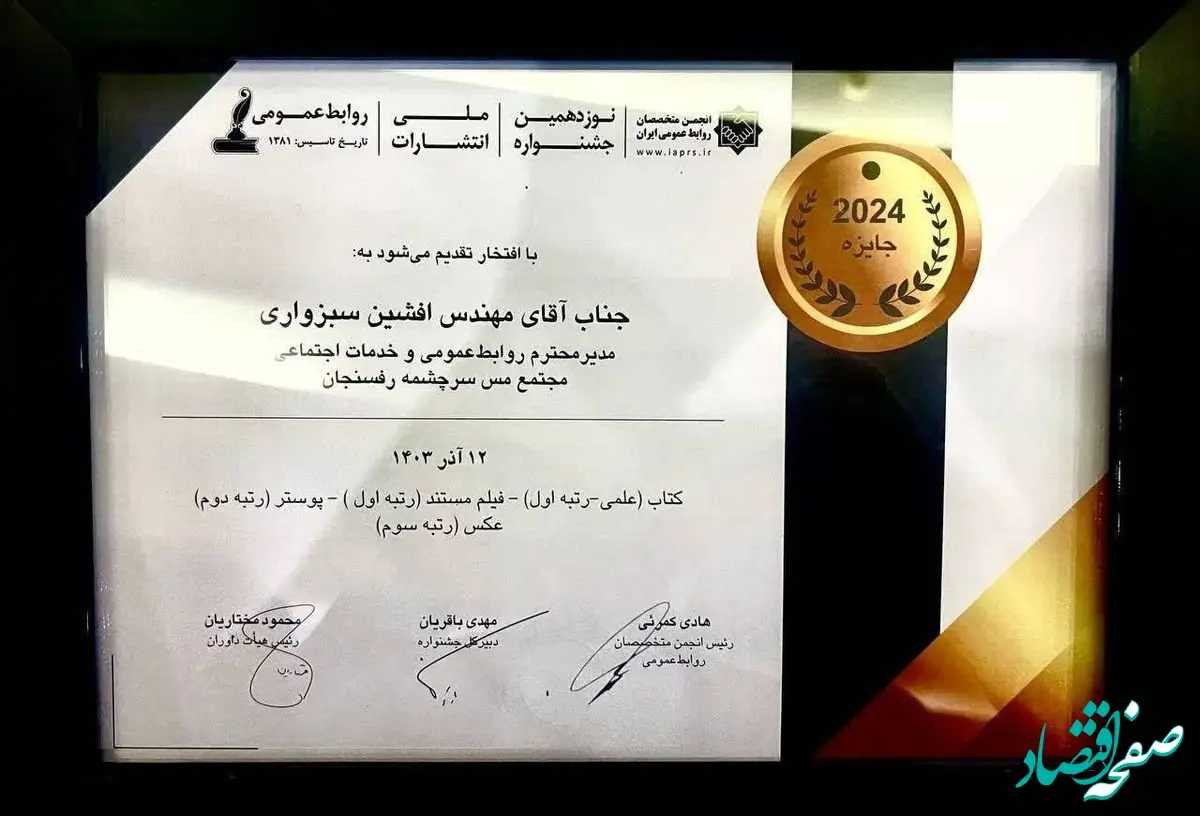 انجمن متخصصان
روابط عمومی ایران
www.iaprs.ir
نوزدهمین
جشنواره
ملی
انتشارات
روابط عمومی
تاریخ تاسیس: ۱۳۸۱
2024
جایزه
با افتخار تقدیم می‌شود به:
جناب آقای مهندس افشین سبزواری
مدیر محترم روابط عمومی و خدمات اجتماعی
مجتمع مس سرچشمه رفسنجان
۱۲ آذر ۱۴۰۳
کتاب (علمی-رتبه اول) - فیلم مستند (رتبه اول ) - پوستر (رتبه دوم)
عکس (رتبه سوم)
هادی کمرئی
رئیس انجمن متخصصان
روابط عمومی
مهدی باقریان
دبیرکل جشنواره
محمود مختاریان
رئیس هیأت داوران
صفحه اقتصاد